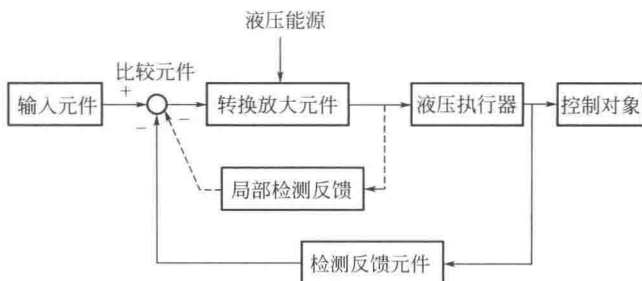 液压能源
比较元件
+
输入元件
转换放大元件
液压执行器
控制对象
−
−
局部检测反馈
检测反馈元件